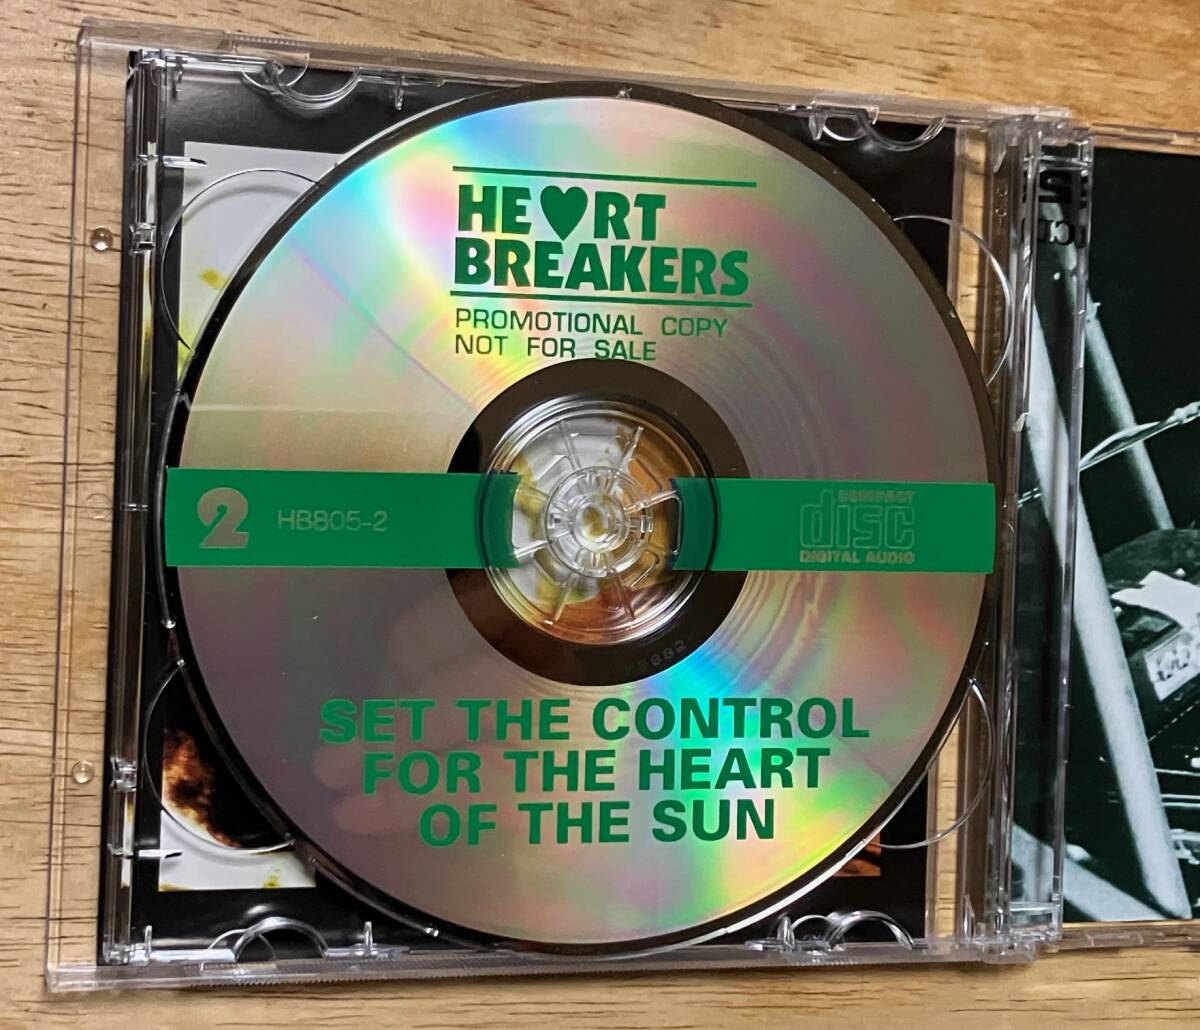 HE♥RT
BREAKERS
PROMOTIONAL COPY
NOT FOR SALE
2 HB805-2
COMPACT
disc
DIGITAL AUDIO
SET THE CONTROL
FOR THE HEART
OF THE SUN